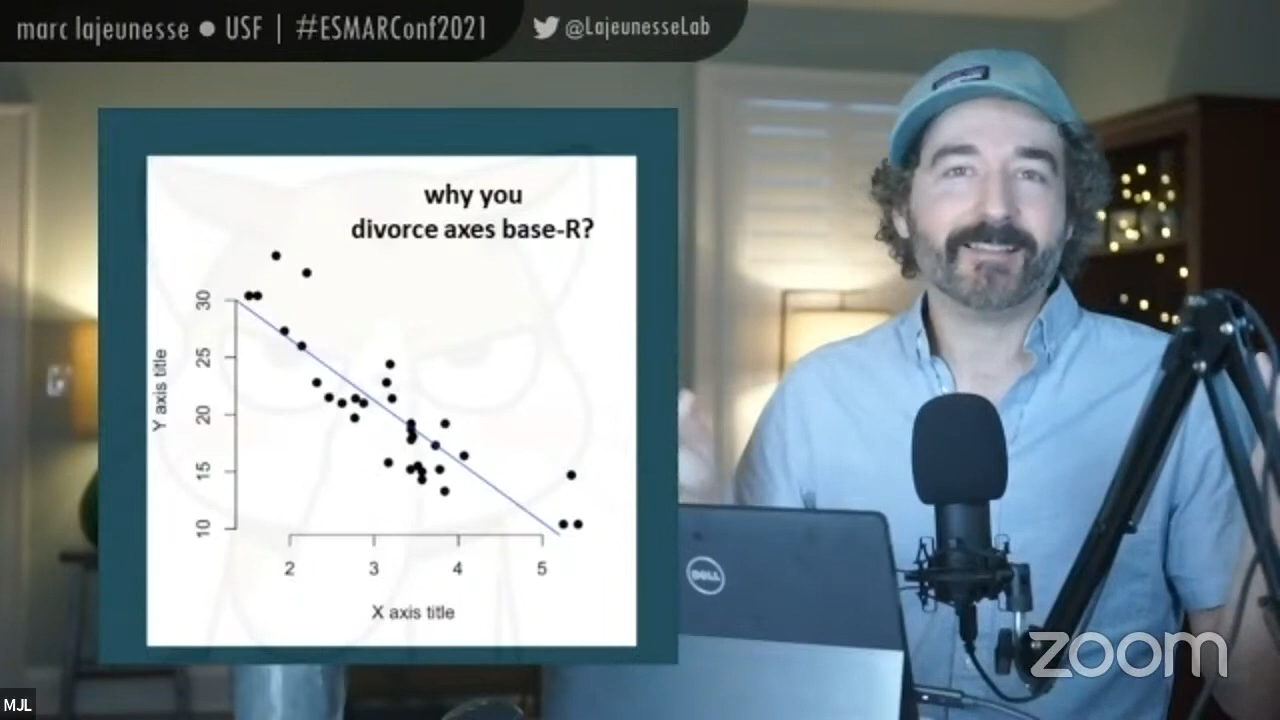 marc lajeunesse ● USF | #ESMARConf2021
@LajeunesseLab
why you
divorce axes base-R?
30
25
20
15
10
Y axis title
2 3 4 5
X axis title
DELL
zoom
MJL